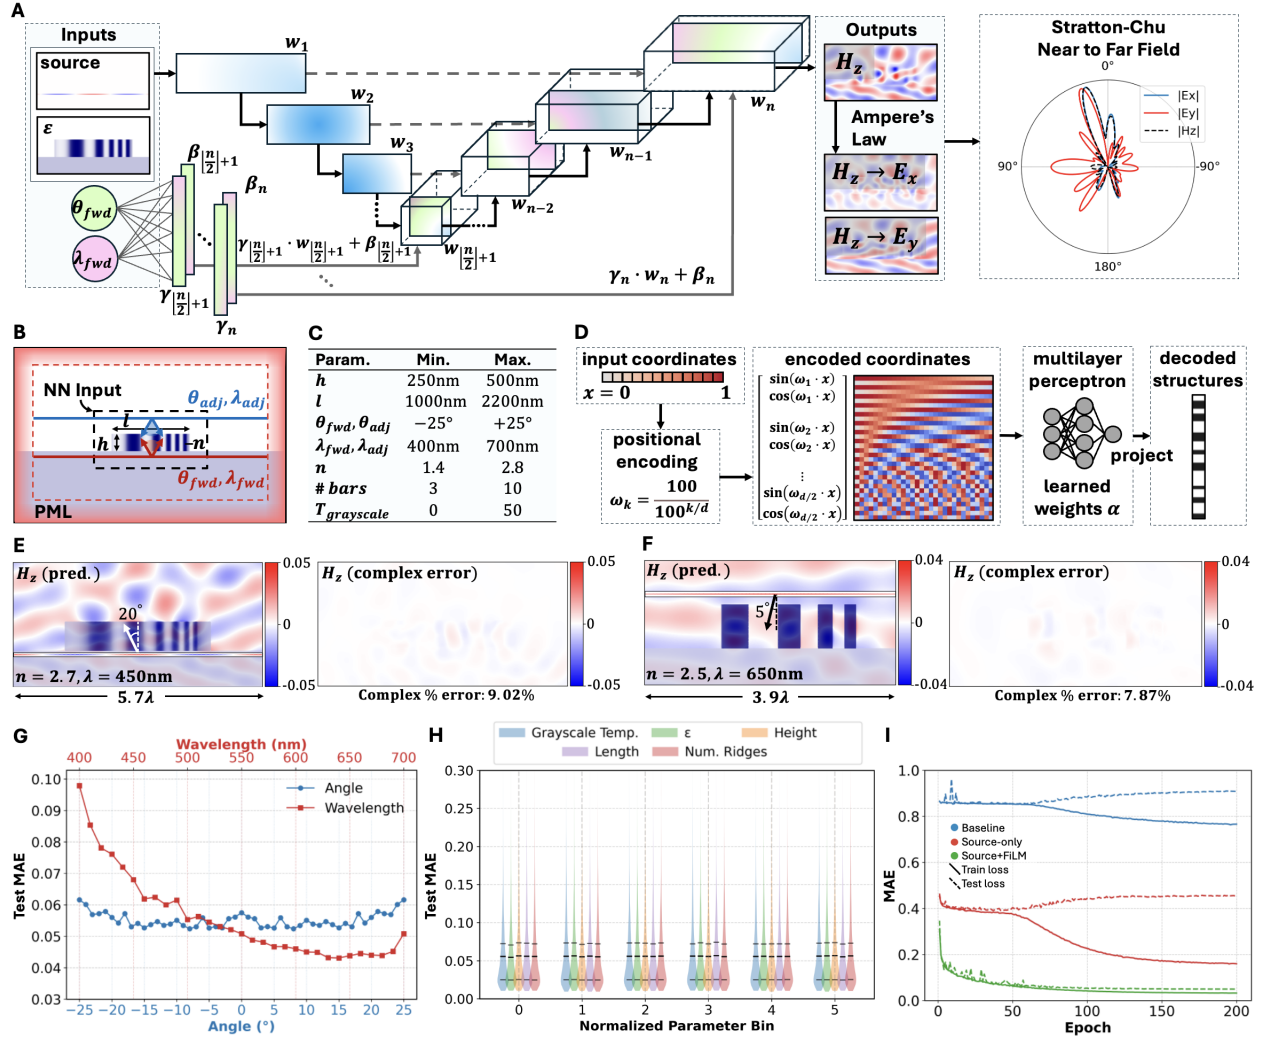 A
Inputs
source
ε
θfwd
λfwd
β⌊n/2⌋+1
βn
γ⌊n/2⌋+1
γn
w1
w2
w3
w⌊n/2⌋+1
wn−2
wn−1
wn
γ⌊n/2⌋+1 · w⌊n/2⌋+1 + β⌊n/2⌋+1
γn · wn + βn
Outputs
Hz
Ampere's
Law
Hz → Ex
Hz → Ey
Stratton-Chu
Near to Far Field
0°
90°
-90°
180°
|Ex|
|Ey|
|Hz|
B
NN Input
θadj, λadj
l
h
n
θfwd, λfwd
PML
C
Param. Min. Max.
h 250nm 500nm
l 1000nm 2200nm
θfwd, θadj −25° +25°
λfwd, λadj 400nm 700nm
n 1.4 2.8
# bars 3 10
Tgrayscale 0 50
D
input coordinates
x = 0 1
positional
encoding
ωk = 100 / 100^(k/d)
encoded coordinates
sin(ω1 · x)
cos(ω1 · x)
sin(ω2 · x)
cos(ω2 · x)
⋮
sin(ωd/2 · x)
cos(ωd/2 · x)
multilayer
perceptron
project
learned
weights α
decoded
structures
E
Hz (pred.)
20°
n = 2.7, λ = 450nm
5.7λ
0.05
0
-0.05
Hz (complex error)
Complex % error: 9.02%
0.05
0
-0.05
F
Hz (pred.)
5°
n = 2.5, λ = 650nm
3.9λ
0.04
0
-0.04
Hz (complex error)
Complex % error: 7.87%
0.04
0
-0.04
G
Wavelength (nm)
400 450 500 550 600 650 700
Angle
Wavelength
Test MAE
0.10
0.09
0.08
0.07
0.06
0.05
0.04
0.03
−25 −20 −15 −10 −5 0 5 10 15 20 25
Angle (°)
H
Grayscale Temp. ε Height
Length Num. Ridges
Test MAE
0.30
0.25
0.20
0.15
0.10
0.05
0.00
0 1 2 3 4 5
Normalized Parameter Bin
I
MAE
1.0
0.8
0.6
0.4
0.2
0.0
Baseline
Source-only
Source+FiLM
Train loss
Test loss
0 50 100 150 200
Epoch